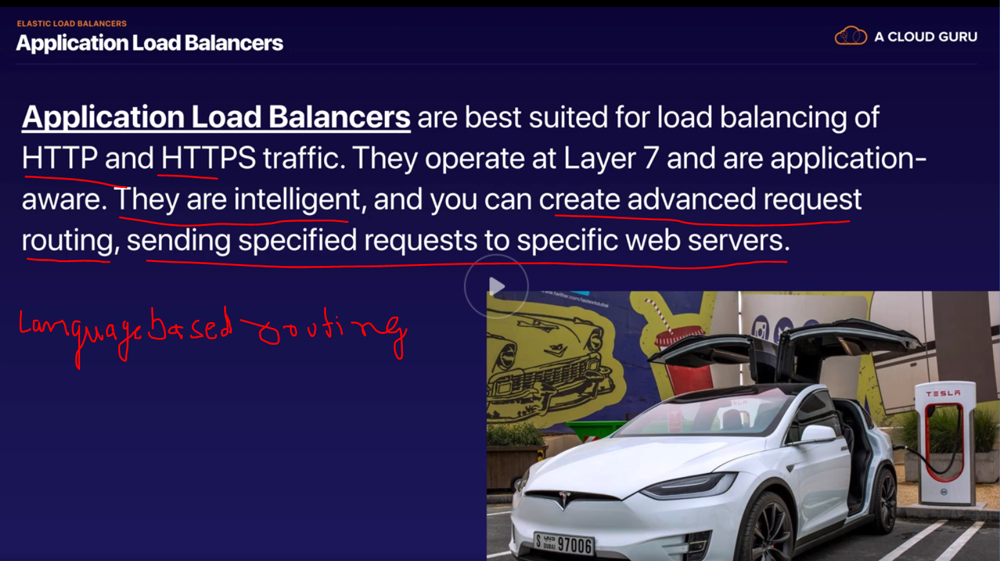 ELASTIC LOAD BALANCERS
Application Load Balancers
A CLOUD GURU
Application Load Balancers are best suited for load balancing of
HTTP and HTTPS traffic. They operate at Layer 7 and are application-
aware. They are intelligent, and you can create advanced request
routing, sending specified requests to specific web servers.
Language based routing
www.twitter.com/lastexitdubai
TESLA
S DUBAI 97006